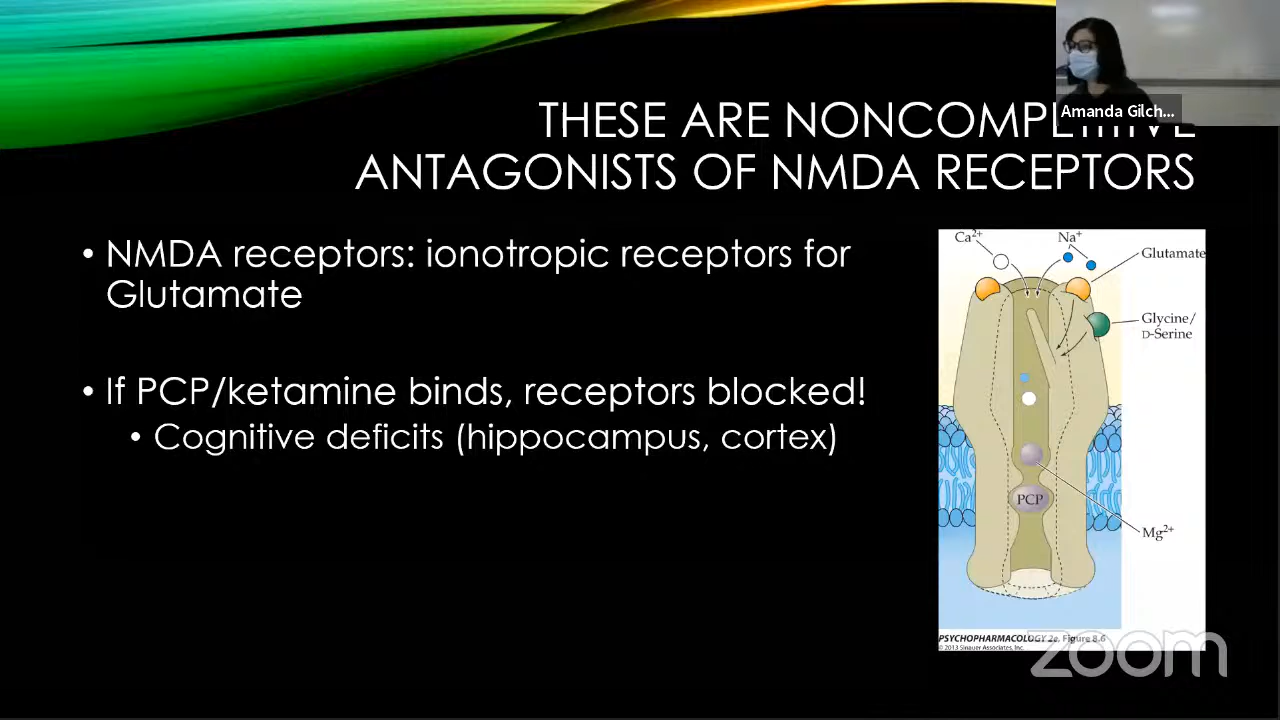 Amanda Gilch...
THESE ARE NONCOMPETITIVE
ANTAGONISTS OF NMDA RECEPTORS
• NMDA receptors: ionotropic receptors for
Glutamate
• If PCP/ketamine binds, receptors blocked!
• Cognitive deficits (hippocampus, cortex)
Ca2+
Na+
Glutamate
Glycine/
D-Serine
PCP
Mg2+
PSYCHOPHARMACOLOGY 2e, Figure 8.6
© 2013 Sinauer Associates, Inc.
zoom